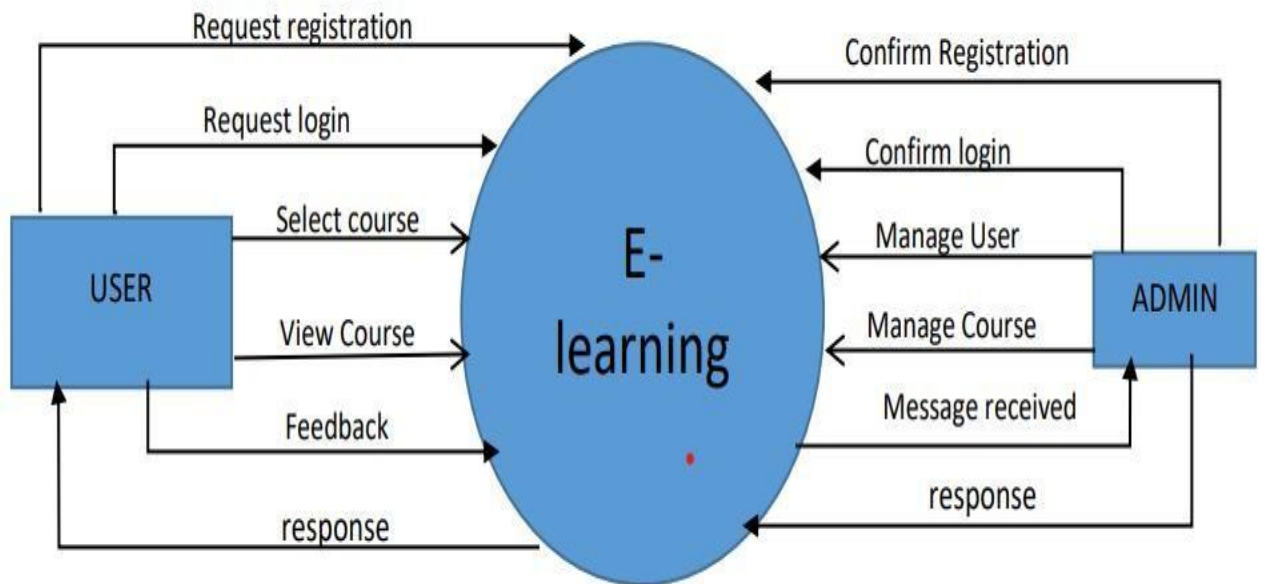 Request registration
Confirm Registration
Request login
Confirm login
Select course
Manage User
USER
E-
learning
ADMIN
View Course
Manage Course
Feedback
Message received
response
response